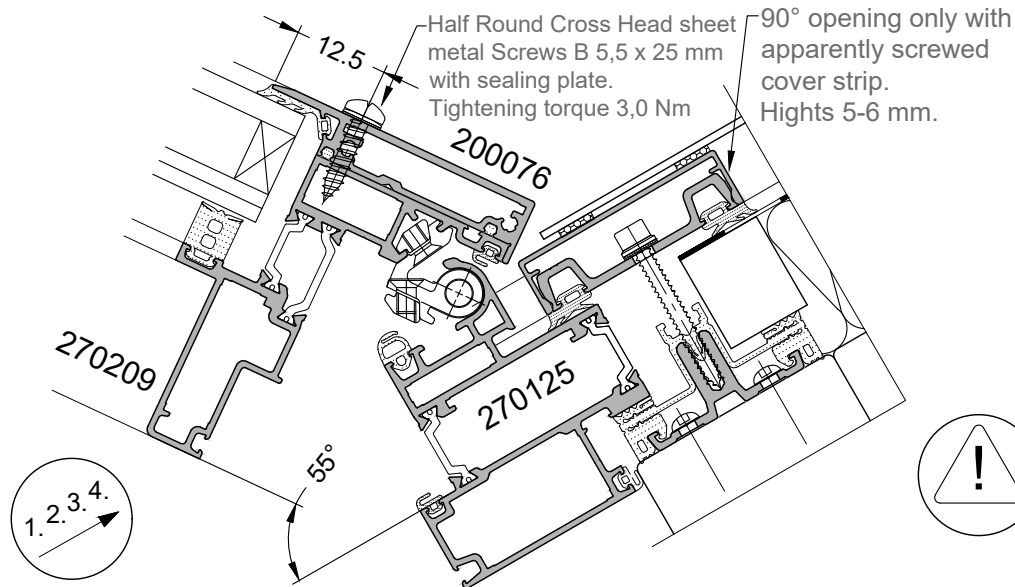 12.5
Half Round Cross Head sheet
metal Screws B 5,5 x 25 mm
with sealing plate.
Tightening torque 3,0 Nm
90° opening only with
apparently screwed
cover strip.
Hights 5-6 mm.
200076
270209
270125
55°
1. 2. 3. 4.
!